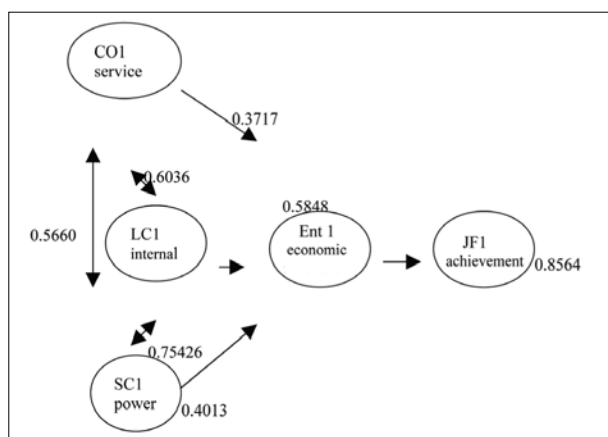 CO1
service
0.3717
0.6036
0.5660
LC1
internal
0.5848
Ent 1
economic
JF1
achievement
0.8564
0.75426
SC1
power
0.4013